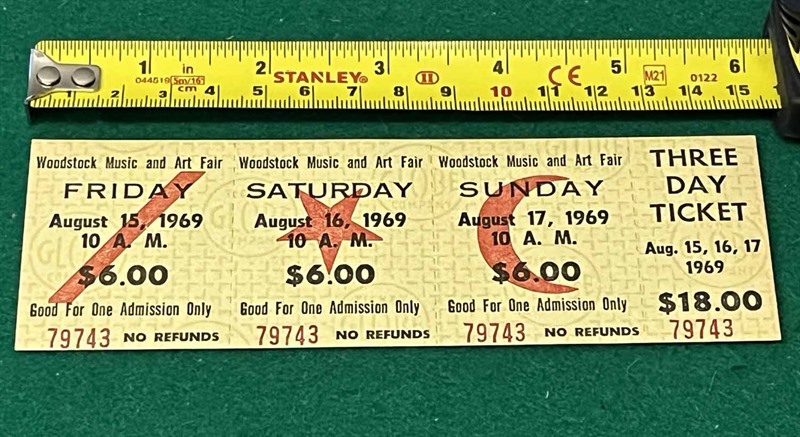 1 in 2 STANLEY® 3 II 4 CE 5 M21 0122 6
044519 5m/16' cm
1 2 3 4 5 6 7 8 9 10 11 12 13 14 15
Woodstock Music and Art Fair
FRIDAY
August 15, 1969
10 A. M.
$6.00
Good For One Admission Only
79743 NO REFUNDS
Woodstock Music and Art Fair
SATURDAY
August 16, 1969
10 A. M.
$6.00
Good For One Admission Only
79743 NO REFUNDS
Woodstock Music and Art Fair
SUNDAY
August 17, 1969
10 A. M.
$6.00
Good For One Admission Only
79743 NO REFUNDS
THREE
DAY
TICKET
Aug. 15, 16, 17
1969
$18.00
79743